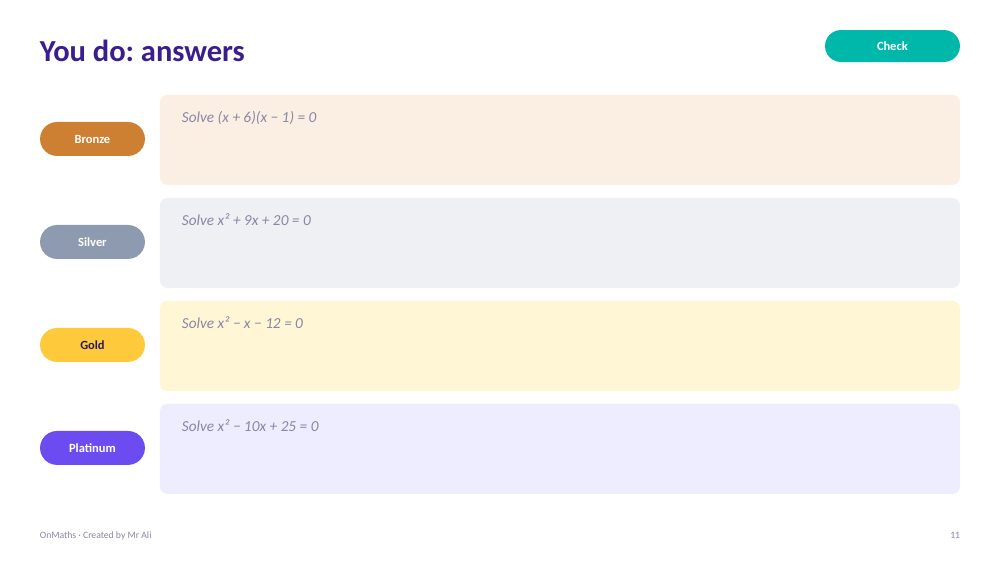 You do: answers
Check
Bronze
Solve (x + 6)(x − 1) = 0
Silver
Solve x² + 9x + 20 = 0
Gold
Solve x² − x − 12 = 0
Platinum
Solve x² − 10x + 25 = 0
OnMaths · Created by Mr Ali
11